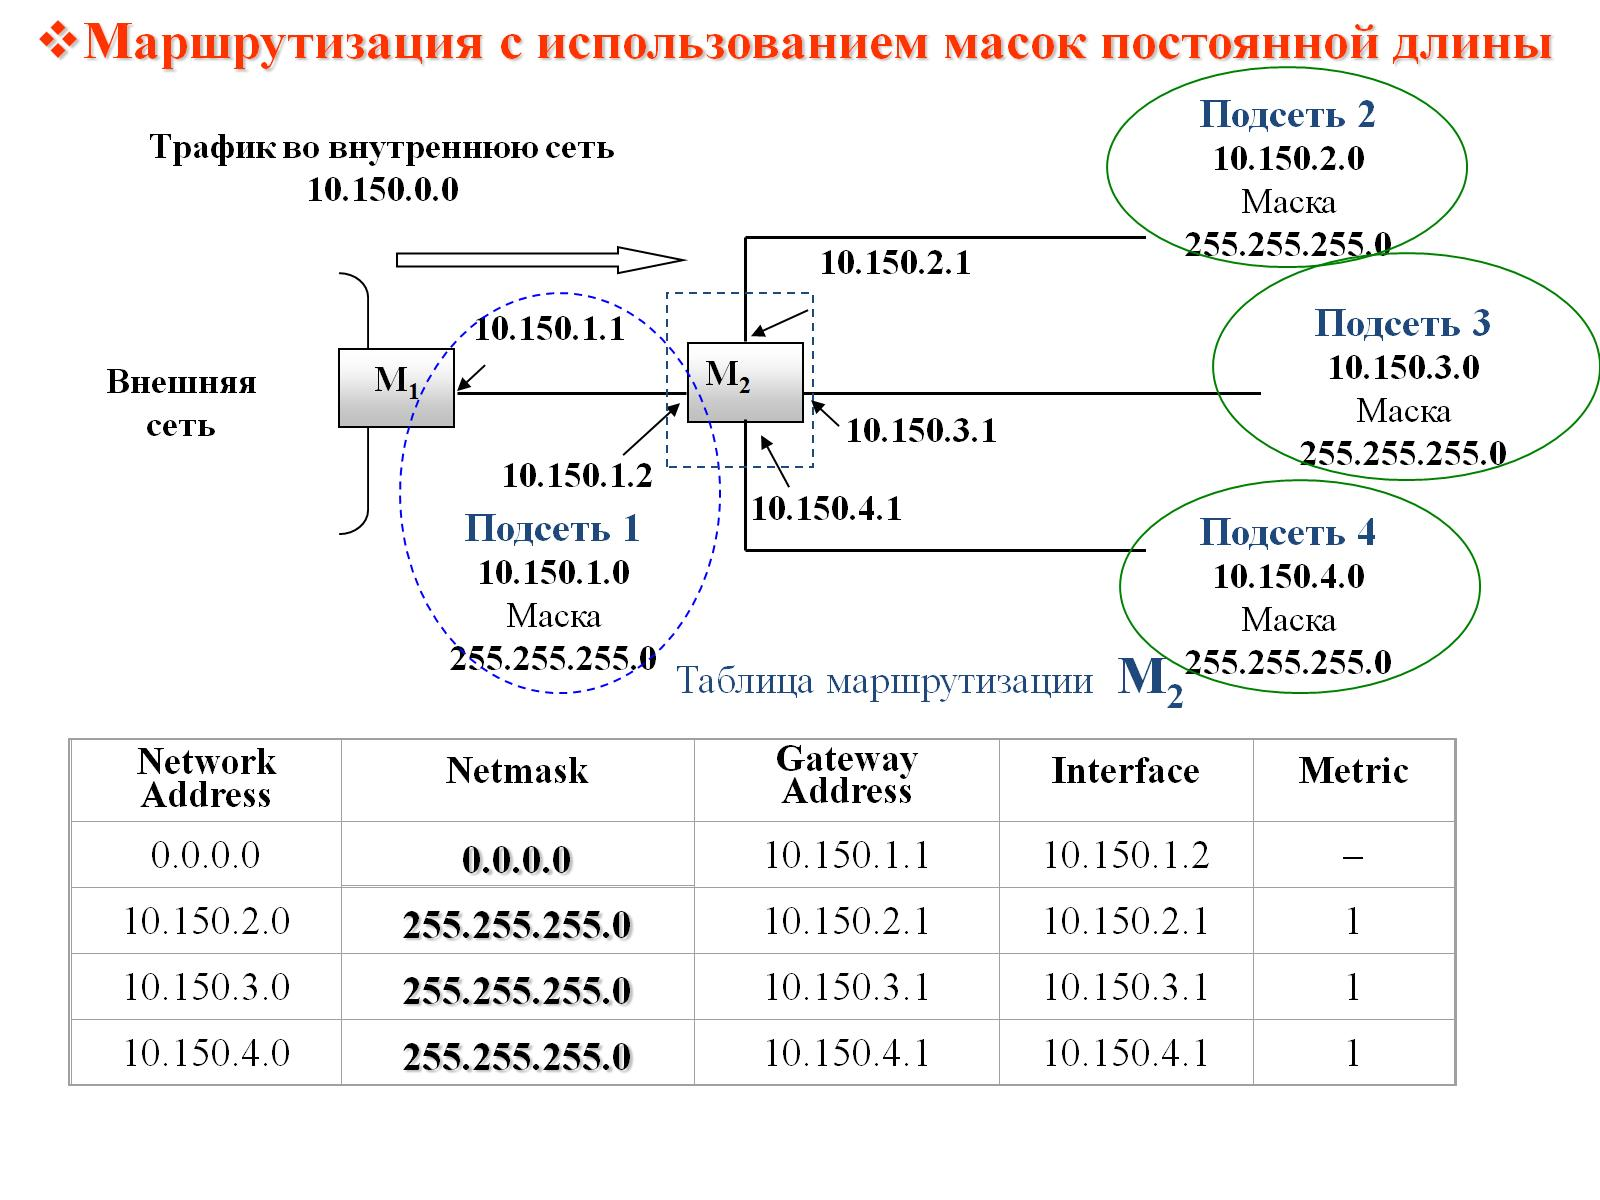 ❖Маршрутизация с использованием масок постоянной длины
Трафик во внутреннюю сеть
10.150.0.0
Подсеть 2
10.150.2.0
Маска
255.255.255.0
10.150.2.1
10.150.1.1
Подсеть 3
10.150.3.0
Маска
255.255.255.0
Внешняя
сеть
M1
M2
10.150.3.1
10.150.1.2
10.150.4.1
Подсеть 1
10.150.1.0
Маска
255.255.255.0
Подсеть 4
10.150.4.0
Маска
255.255.255.0
Таблица маршрутизации M2
Network Address Netmask Gateway Address Interface Metric
0.0.0.0 0.0.0.0 10.150.1.1 10.150.1.2 –
10.150.2.0 255.255.255.0 10.150.2.1 10.150.2.1 1
10.150.3.0 255.255.255.0 10.150.3.1 10.150.3.1 1
10.150.4.0 255.255.255.0 10.150.4.1 10.150.4.1 1